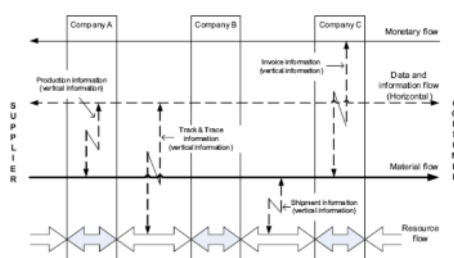 Company A
Company B
Company C
Monetary flow
Invoice information
(vertical information)
Production information
(vertical information)
Data and
information flow
(Horizontal)
SUPPLIER
Track & Trace
information
(vertical information)
Material flow
Shipment information
(vertical information)
Resource
flow